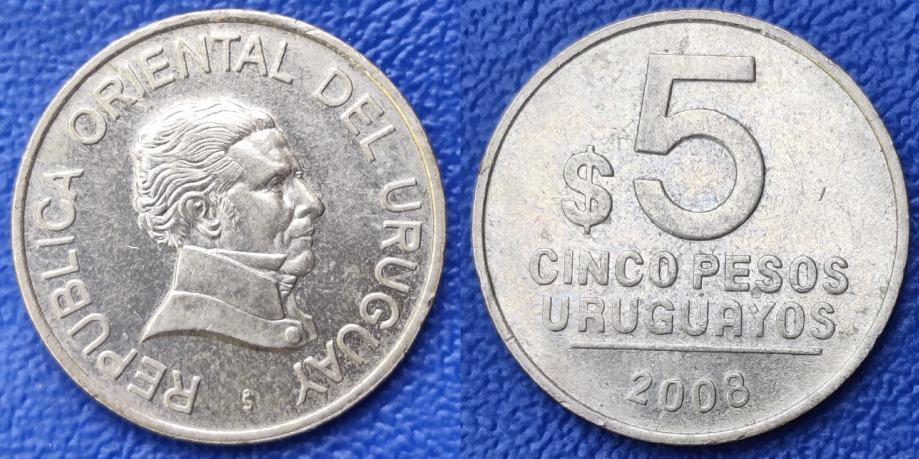 REPUBLICA ORIENTAL DEL URUGUAY
$ 5
CINCO PESOS
URUGUAYOS
2008